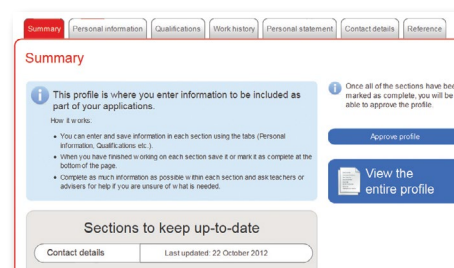 Summary
Personal information
Qualifications
Work history
Personal statement
Contact details
Reference
Summary
This profile is where you enter information to be included as
part of your applications.
How it works:
• You can enter and save information in each section using the tabs (Personal
information, Qualifications etc.).
• When you have finished working on each section save it or mark it as complete at the
bottom of the page.
• Complete as much information as possible within each section and ask teachers or
advisers for help if you are unsure of what is needed.
Once all of the sections have bee
marked as complete, you will be
able to approve the profile.
Approve profile
View the
entire profile
Sections to keep up-to-date
Contact details
Last updated: 22 October 2012